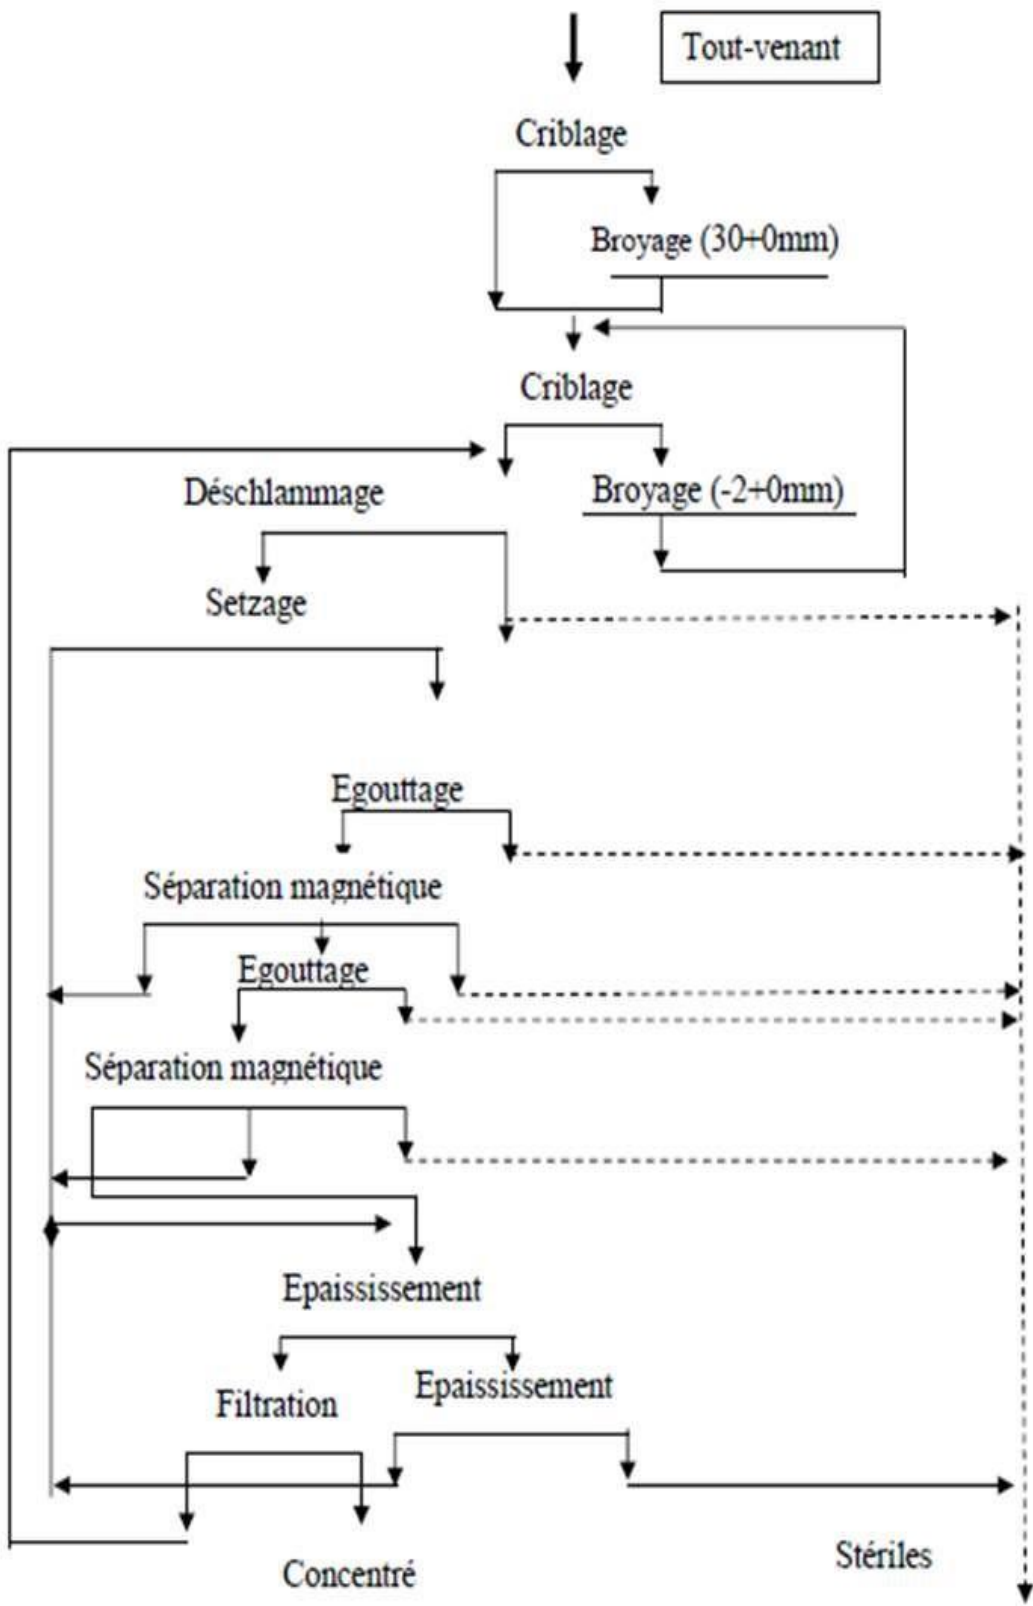 Tout-venant
Criblage
Broyage (30+0mm)
Criblage
Déschlammage
Broyage (-2+0mm)
Setzage
Egouttage
Séparation magnétique
Egouttage
Séparation magnétique
Epaississement
Epaississement
Filtration
Stériles
Concentré